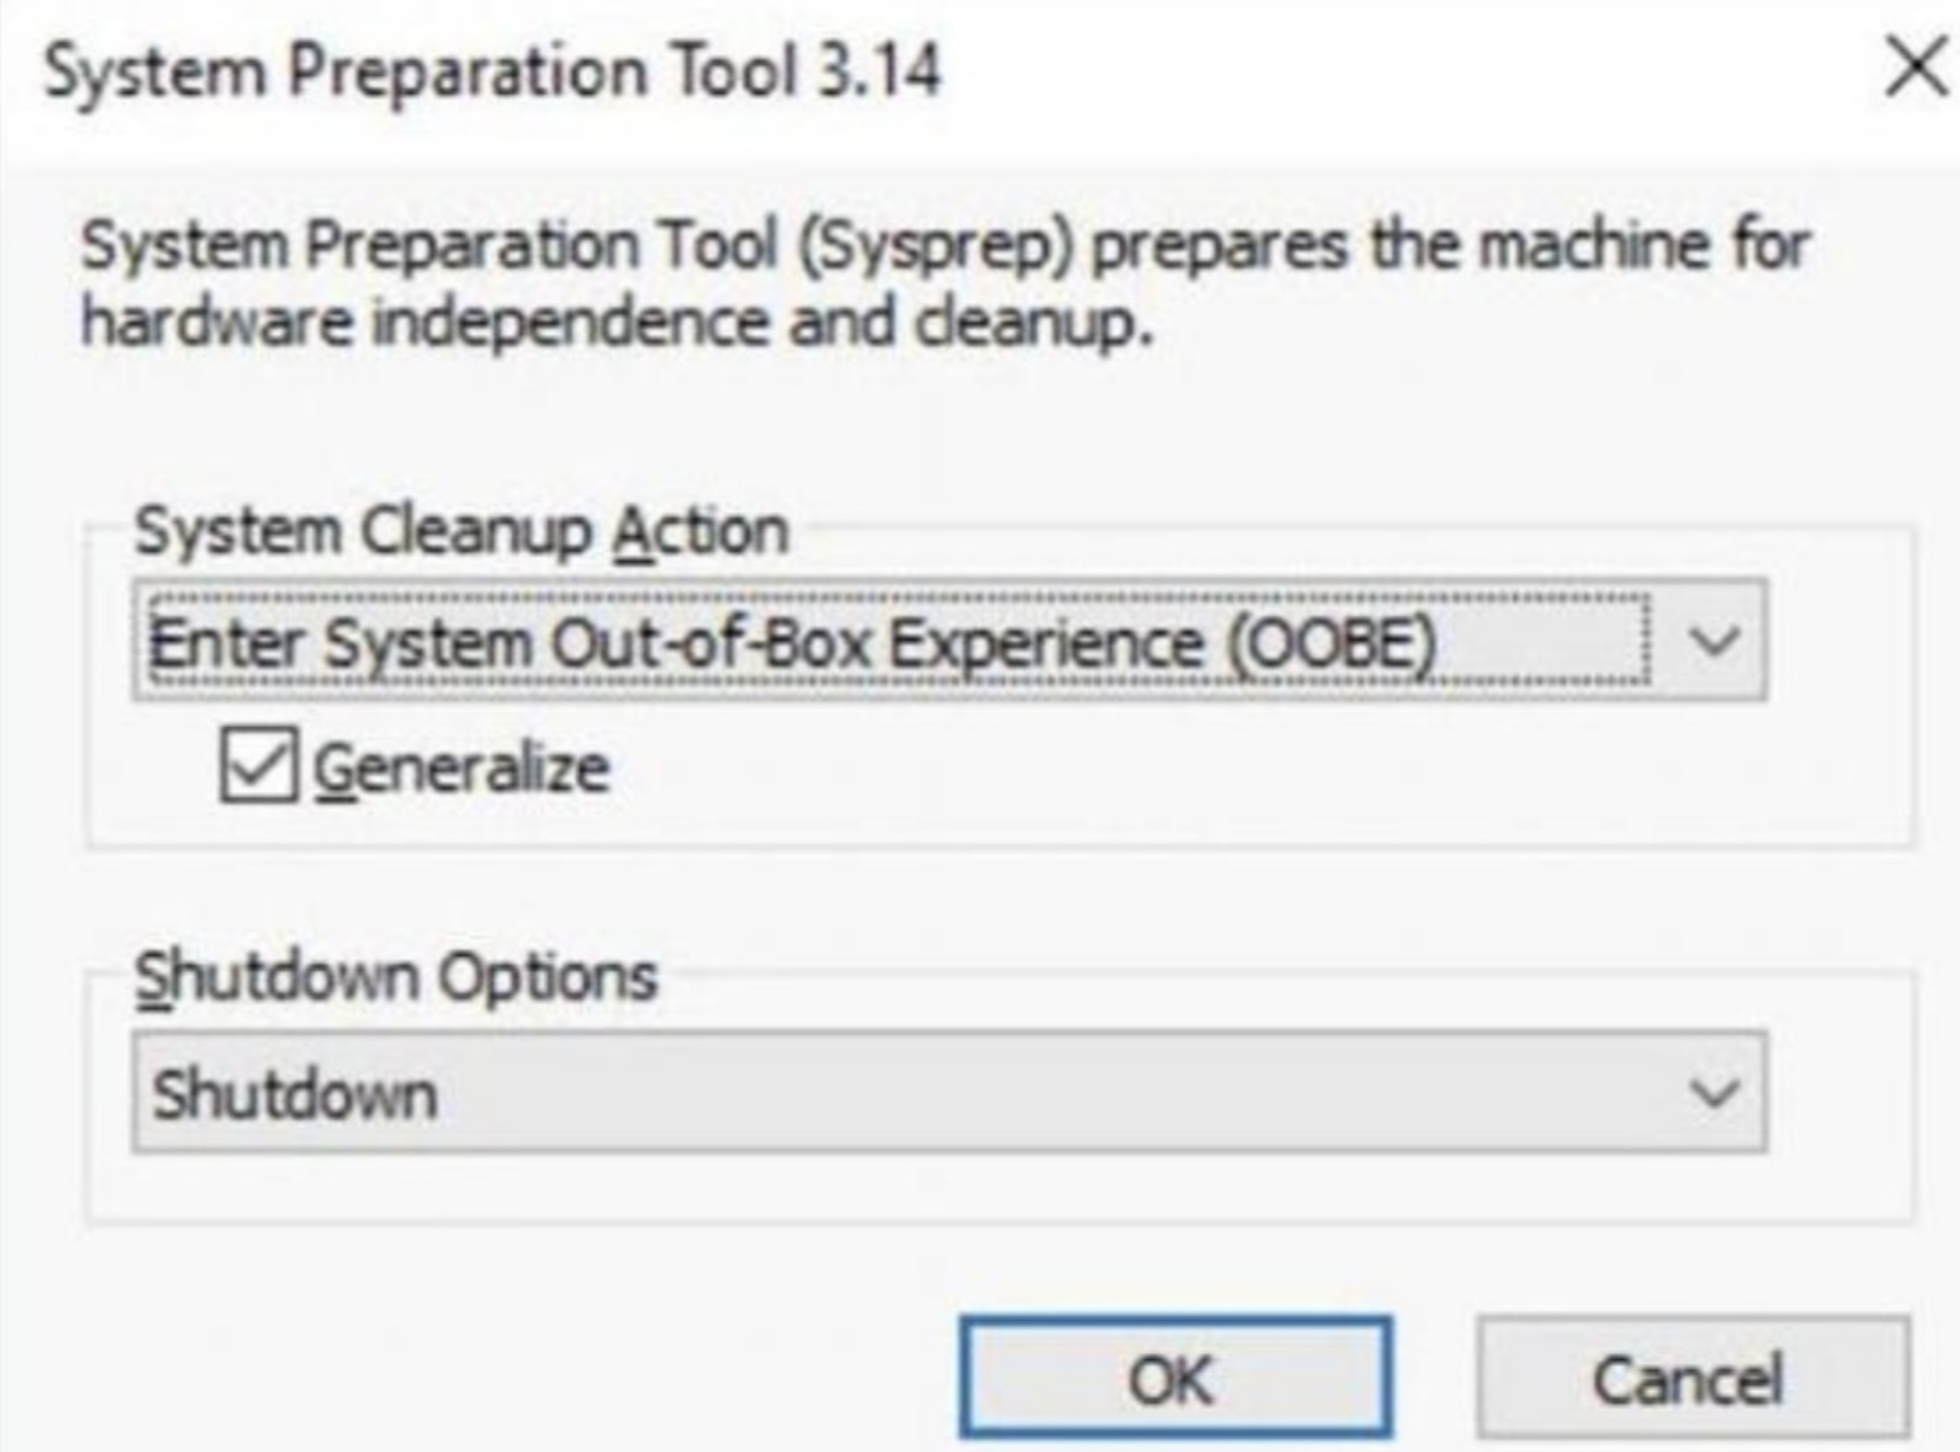 System Preparation Tool 3.14
System Preparation Tool (Sysprep) prepares the machine for
hardware independence and cleanup.
System Cleanup Action
Enter System Out-of-Box Experience (OOBE)
Generalize
Shutdown Options
Shutdown
OK
Cancel